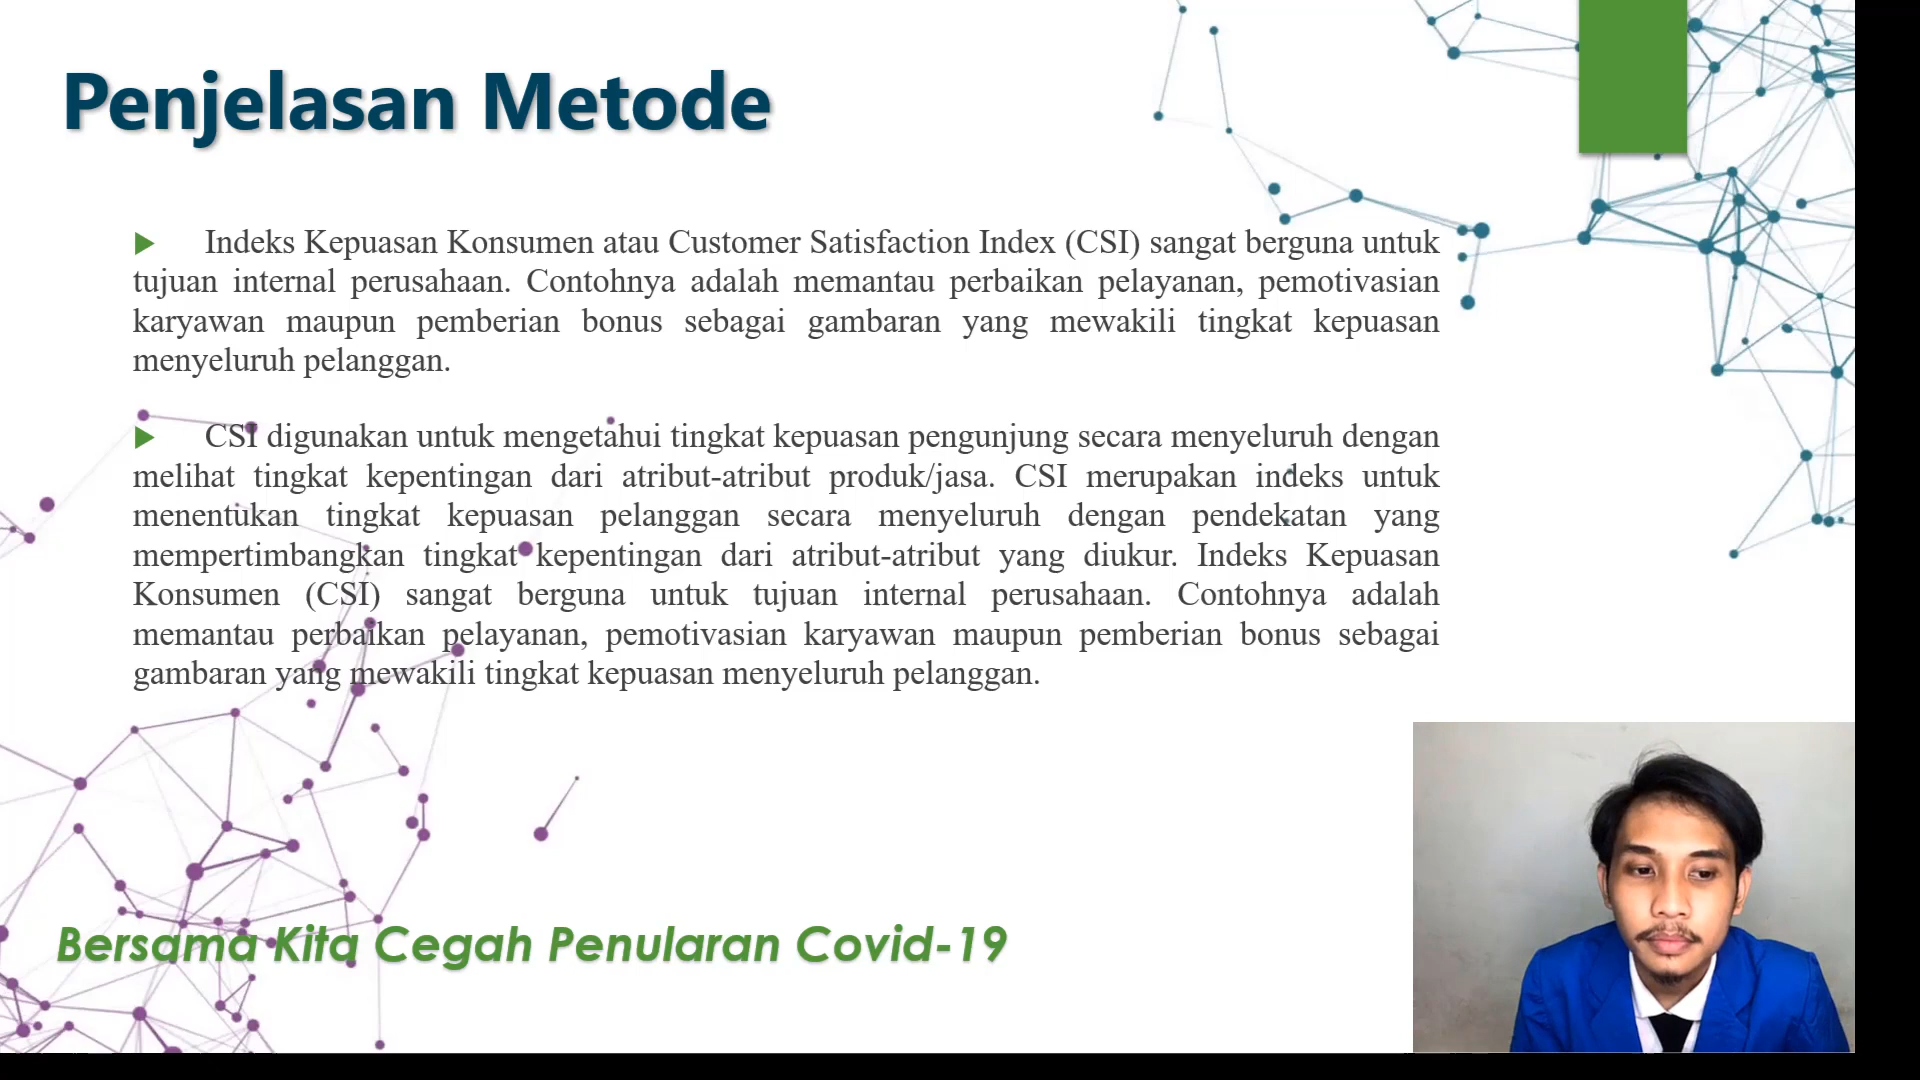 Penjelasan Metode
Indeks Kepuasan Konsumen atau Customer Satisfaction Index (CSI) sangat berguna untuk
tujuan internal perusahaan. Contohnya adalah memantau perbaikan pelayanan, pemotivasian
karyawan maupun pemberian bonus sebagai gambaran yang mewakili tingkat kepuasan
menyeluruh pelanggan.
CSI digunakan untuk mengetahui tingkat kepuasan pengunjung secara menyeluruh dengan
melihat tingkat kepentingan dari atribut-atribut produk/jasa. CSI merupakan indeks untuk
menentukan tingkat kepuasan pelanggan secara menyeluruh dengan pendekatan yang
mempertimbangkan tingkat kepentingan dari atribut-atribut yang diukur. Indeks Kepuasan
Konsumen (CSI) sangat berguna untuk tujuan internal perusahaan. Contohnya adalah
memantau perbaikan pelayanan, pemotivasian karyawan maupun pemberian bonus sebagai
gambaran yang mewakili tingkat kepuasan menyeluruh pelanggan.
Bersama Kita Cegah Penularan Covid-19